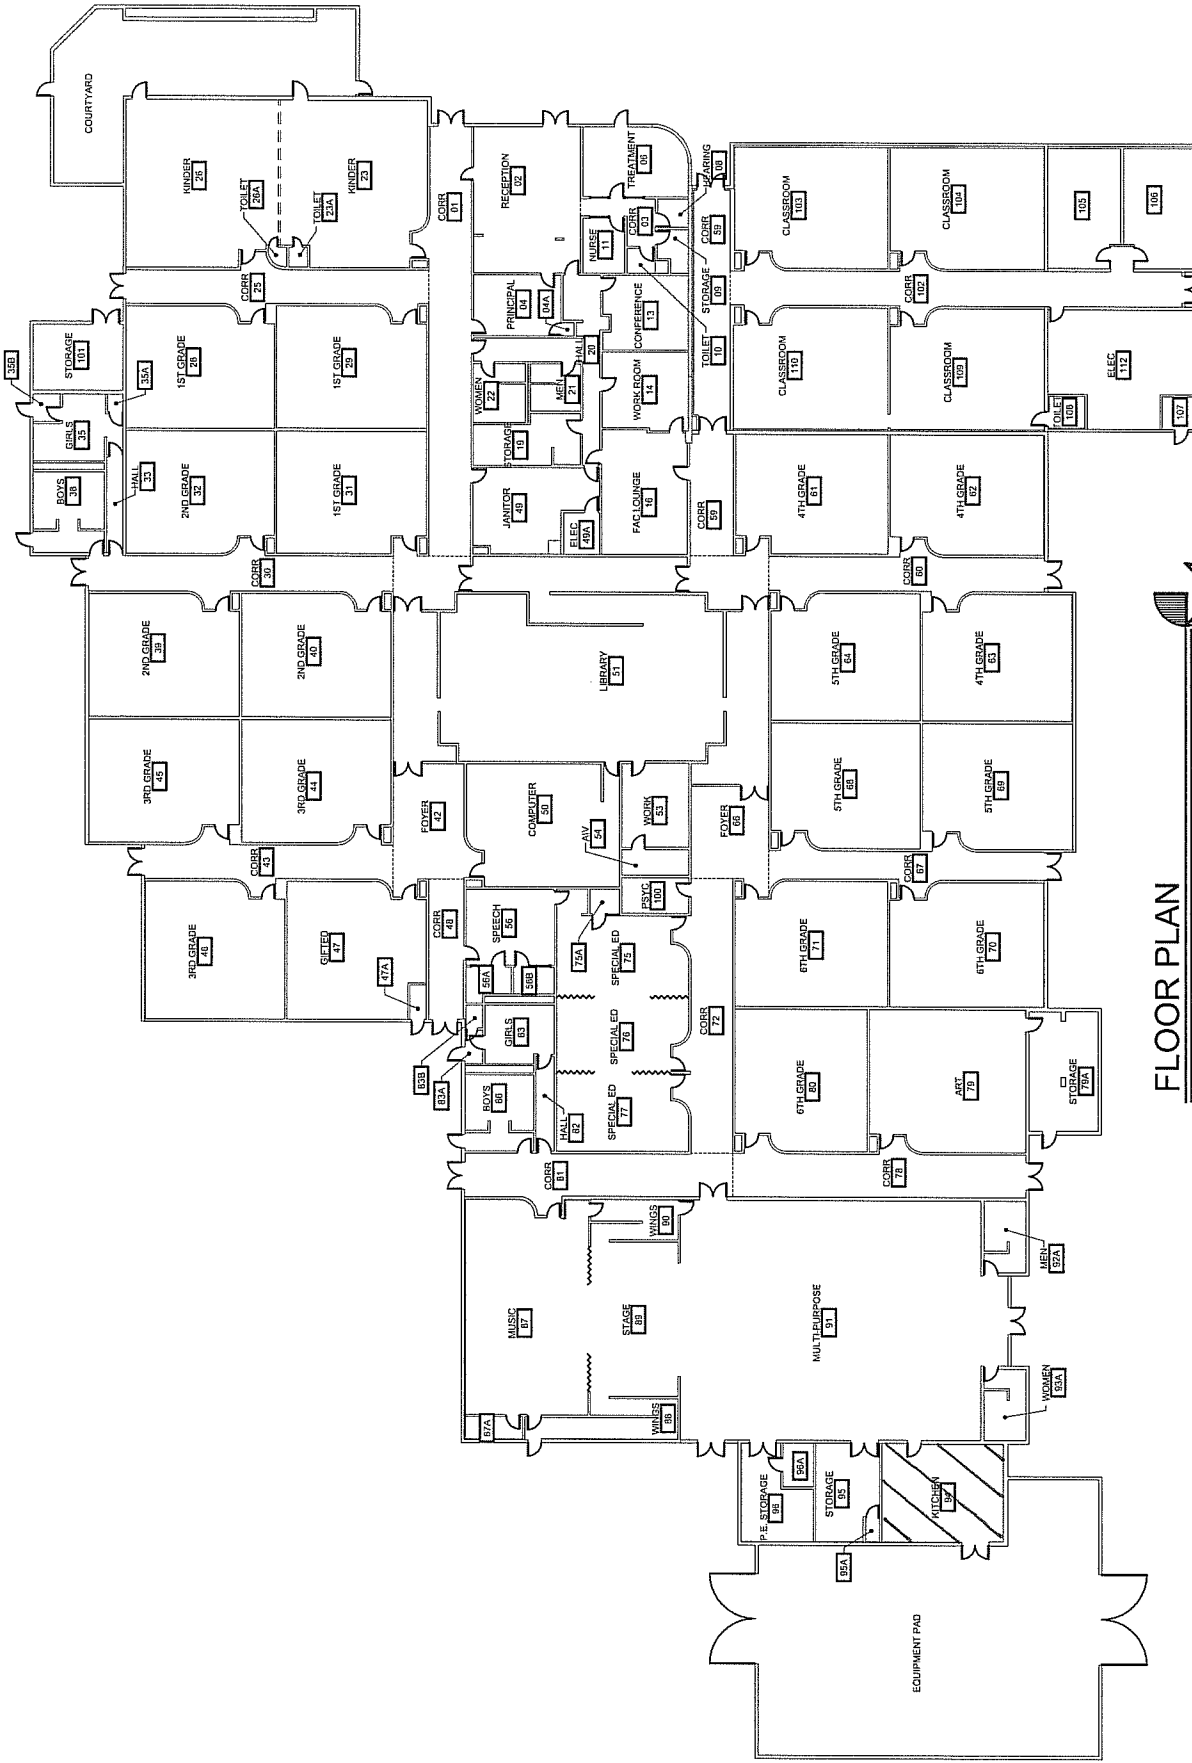 COURTYARD
KINDER
26
TOILET
26A
TOILET
23A
KINDER
23
CORR
01
RECEPTION
02
TREATMENT
06
HEARING
08
CORR
03
NURSE
11
STORAGE
09
TOILET
10
CORR
59
CLASSROOM
103
CLASSROOM
104
105
106
CORR
25
PRINCIPAL
04
04A
CONFERENCE
13
CORR
102
35B
STORAGE
101
35A
GIRLS
35
BOYS
HALL
33
1ST GRADE
28
1ST GRADE
29
2ND GRADE
32
1ST GRADE
31
WOMEN
22
MEN
21
HALL
20
STORAGE
19
WORK ROOM
14
JANITOR
49
ELEC
49A
FAC LOUNGE
16
CLASSROOM
110
CLASSROOM
109
TOILET
108
ELEC
112
107
CORR
59
4TH GRADE
61
4TH GRADE
62
CORR
30
CORR
60
2ND GRADE
39
2ND GRADE
40
LIBRARY
51
5TH GRADE
64
4TH GRADE
63
3RD GRADE
45
3RD GRADE
44
FOYER
42
COMPUTER
50
WORK
53
A/V
54
FOYER
66
5TH GRADE
68
5TH GRADE
69
CORR
43
CORR
67
3RD GRADE
46
GIFTED
47
47A
CORR
48
SPEECH
56
56A
56B
75A
PSYC
100
SPECIAL ED
75
SPECIAL ED
76
SPECIAL ED
77
CORR
72
6TH GRADE
71
6TH GRADE
70
83B
83A
GIRLS
83
BOYS
HALL
82
6TH GRADE
80
ART
79
STORAGE
79A
CORR
81
CORR
78
MUSIC
87
87A
STAGE
89
WINGS
90
WINGS
88
MULTI-PURPOSE
91
MEN
92A
WOMEN
93A
P.E. STORAGE
96
96A
STORAGE
95
95A
KITCHEN
94
EQUIPMENT PAD
FLOOR PLAN